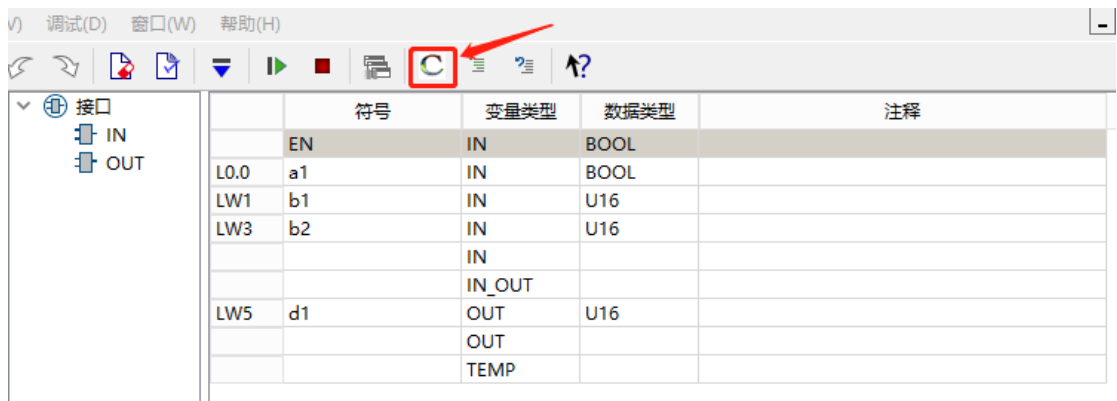 V) 调试(D) 窗口(W) 帮助(H)
接口
IN
OUT
符号 变量类型 数据类型 注释
EN IN BOOL
L0.0 a1 IN BOOL
LW1 b1 IN U16
LW3 b2 IN U16
IN
IN_OUT
LW5 d1 OUT U16
OUT
TEMP